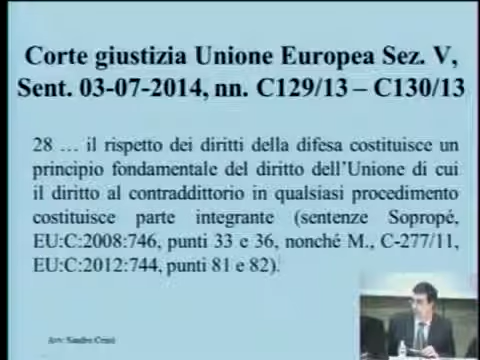 Corte giustizia Unione Europea Sez. V,
Sent. 03-07-2014, nn. C129/13 – C130/13
28 ... il rispetto dei diritti della difesa costituisce un
principio fondamentale del diritto dell'Unione di cui
il diritto al contraddittorio in qualsiasi procedimento
costituisce parte integrante (sentenze Sopropé,
EU:C:2008:746, punti 33 e 36, nonché M., C-277/11,
EU:C:2012:744, punti 81 e 82).
Avv. Sandro